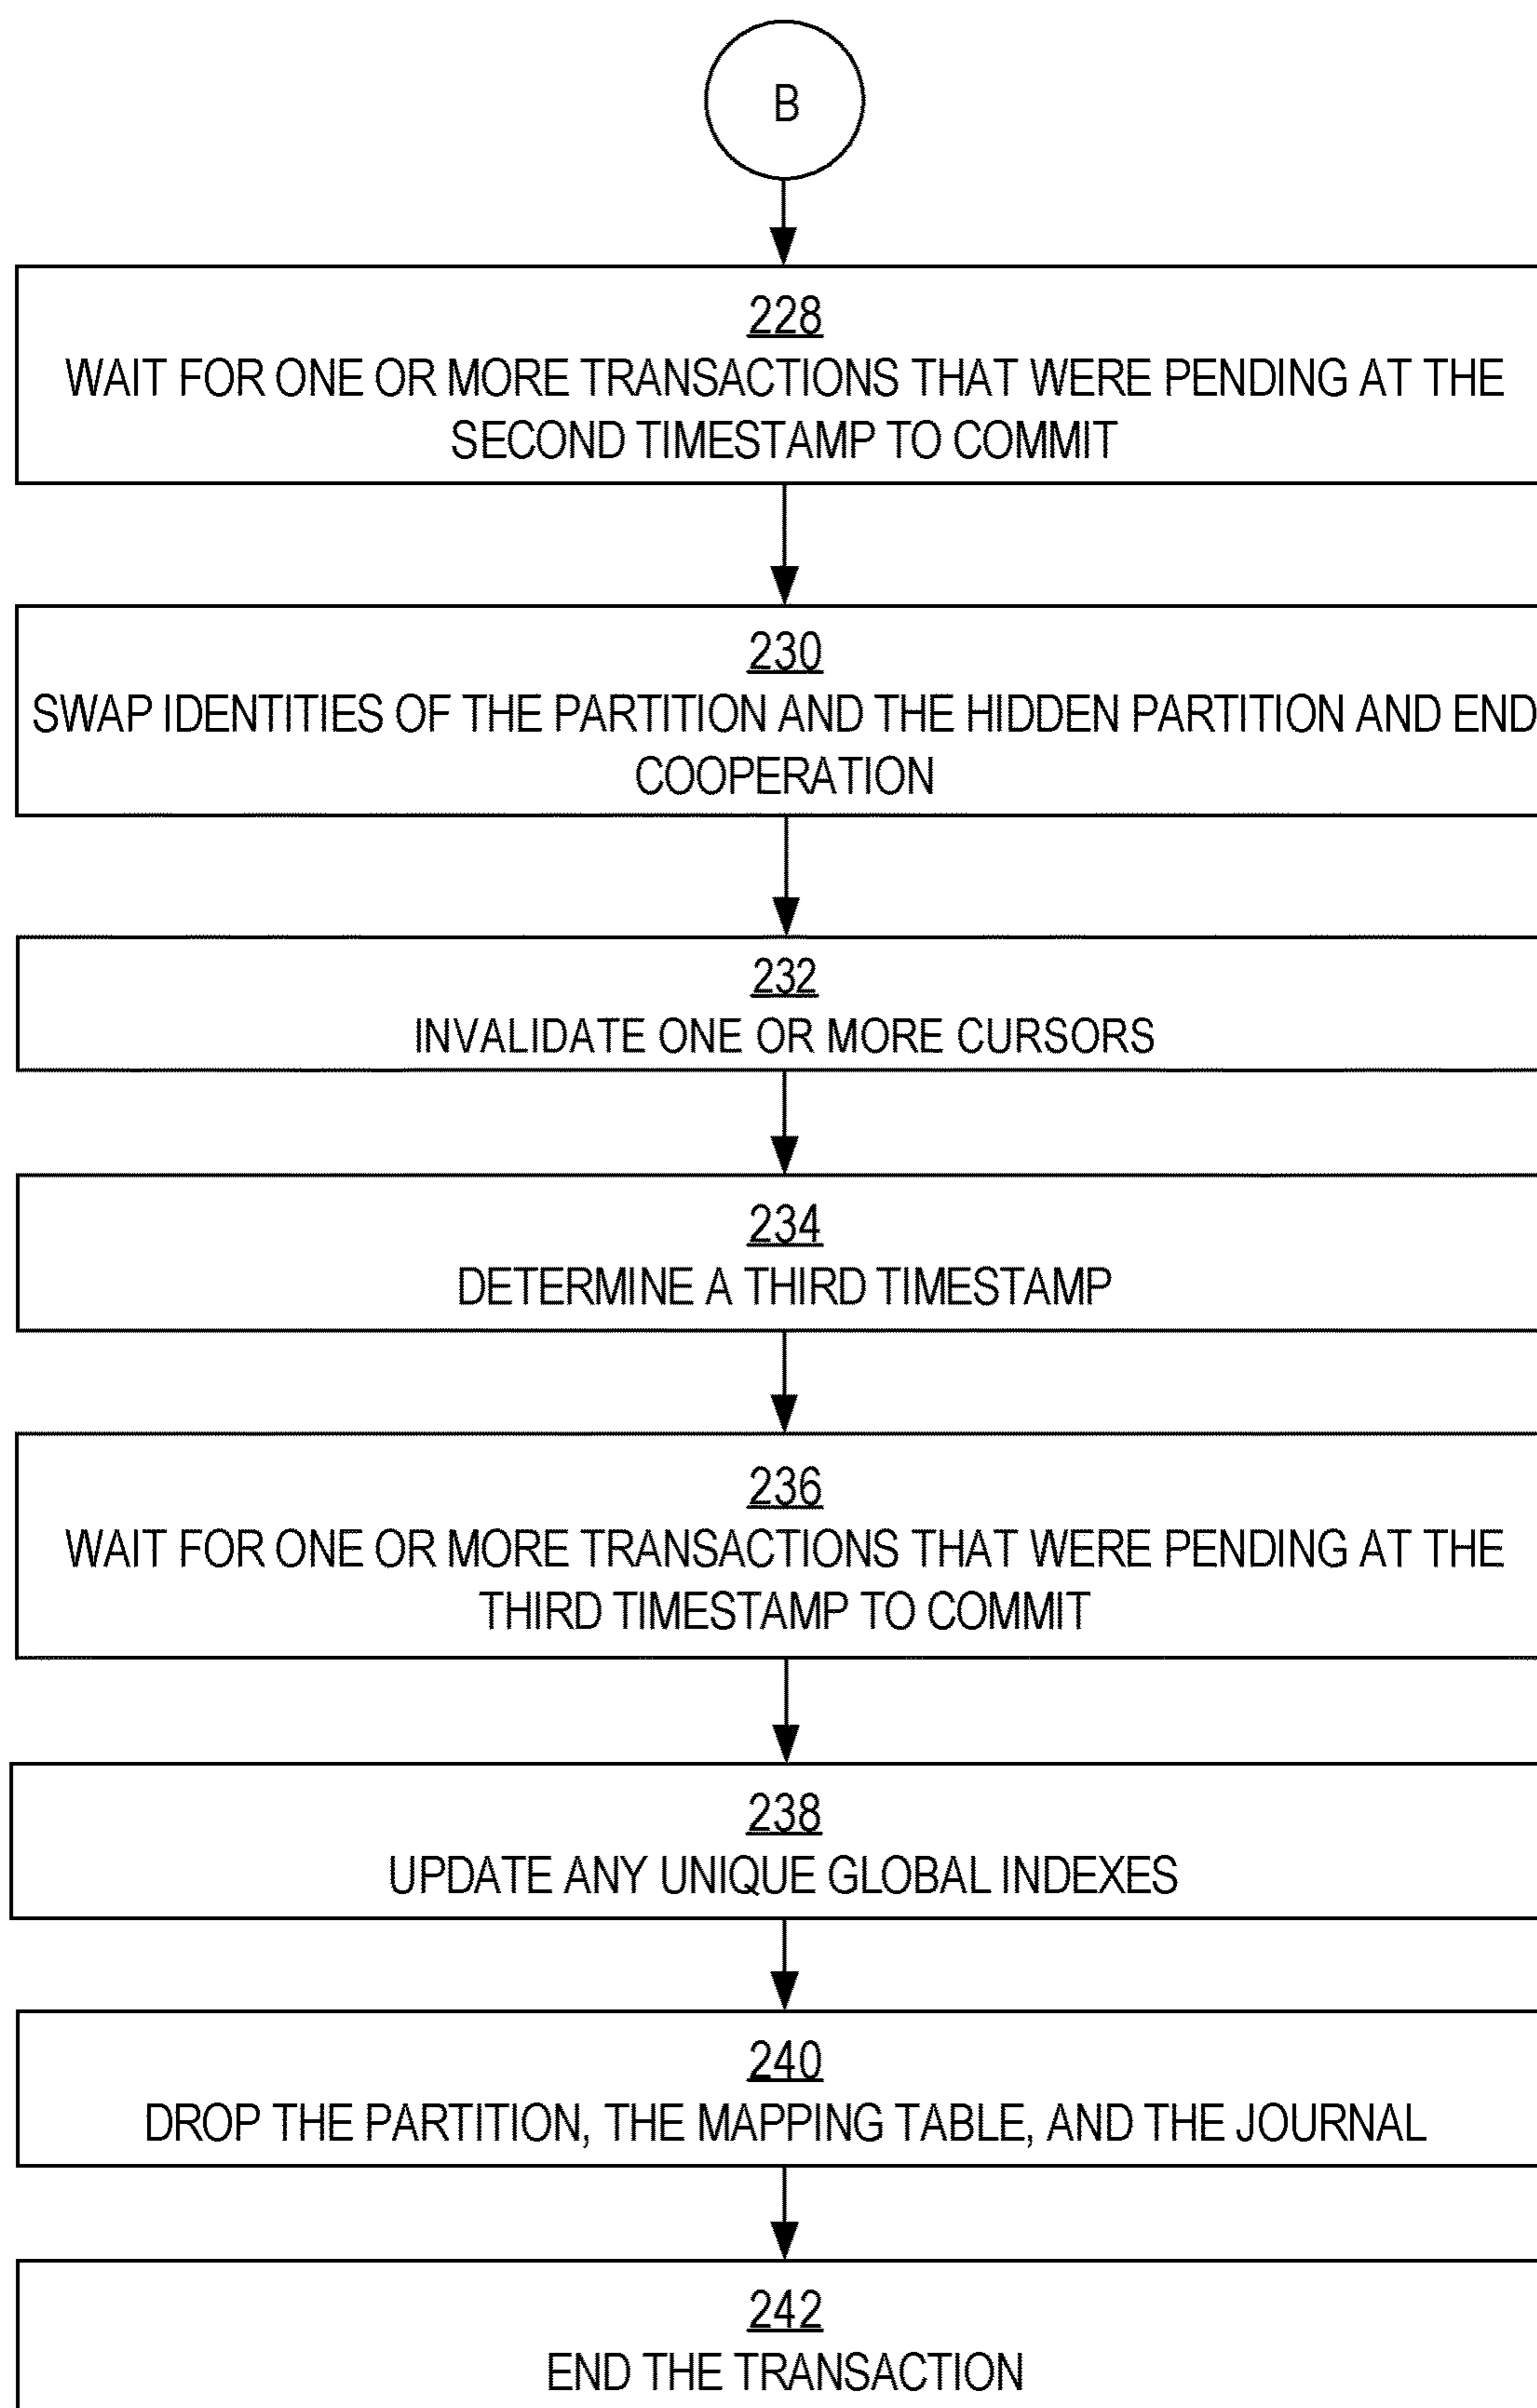 B
228
WAIT FOR ONE OR MORE TRANSACTIONS THAT WERE PENDING AT THE
SECOND TIMESTAMP TO COMMIT
230
SWAP IDENTITIES OF THE PARTITION AND THE HIDDEN PARTITION AND END
COOPERATION
232
INVALIDATE ONE OR MORE CURSORS
234
DETERMINE A THIRD TIMESTAMP
236
WAIT FOR ONE OR MORE TRANSACTIONS THAT WERE PENDING AT THE
THIRD TIMESTAMP TO COMMIT
238
UPDATE ANY UNIQUE GLOBAL INDEXES
240
DROP THE PARTITION, THE MAPPING TABLE, AND THE JOURNAL
242
END THE TRANSACTION